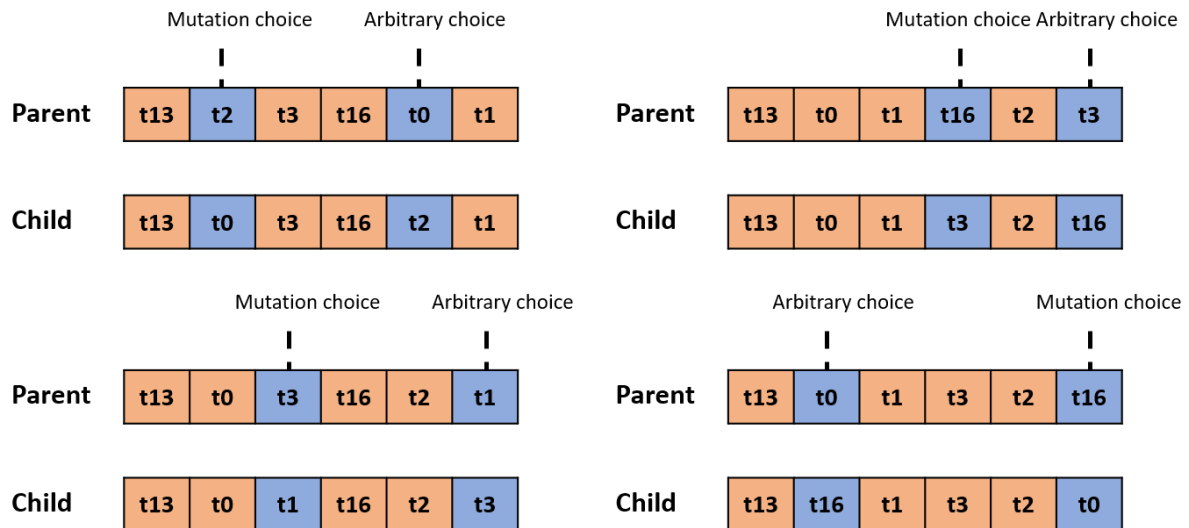 Mutation choice Arbitrary choice
Parent t13 t2 t3 t16 t0 t1
Child t13 t0 t3 t16 t2 t1
Mutation choice Arbitrary choice
Parent t13 t0 t3 t16 t2 t1
Child t13 t0 t1 t16 t2 t3
Mutation choice Arbitrary choice
Parent t13 t0 t1 t16 t2 t3
Child t13 t0 t1 t3 t2 t16
Arbitrary choice Mutation choice
Parent t13 t0 t1 t3 t2 t16
Child t13 t16 t1 t3 t2 t0